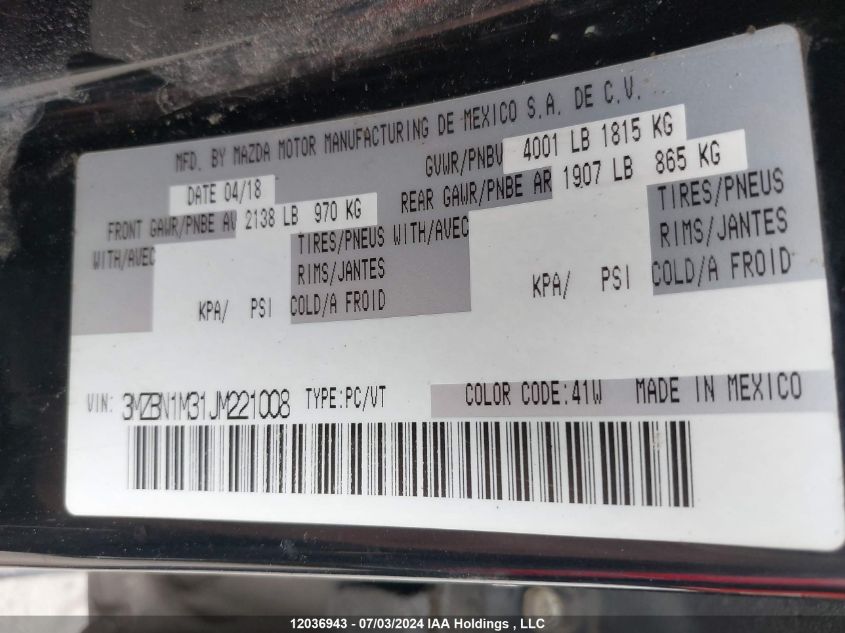 MFD. BY MAZDA MOTOR MANUFACTURING DE MEXICO S.A. DE C.V.
DATE 04/18 GVWR/PNBV 4001 LB 1815 KG
FRONT GAWR/PNBE AV 2138 LB 970 KG REAR GAWR/PNBE AR 1907 LB 865 KG
WITH/AVEC TIRES/PNEUS WITH/AVEC TIRES/PNEUS
RIMS/JANTES RIMS/JANTES
KPA/ PSI COLD/A FROID KPA/ PSI COLD/A FROID
VIN: 3MZBN1M31JM221008 TYPE:PC/VT COLOR CODE:41W MADE IN MEXICO
12036943 - 07/03/2024 IAA Holdings , LLC